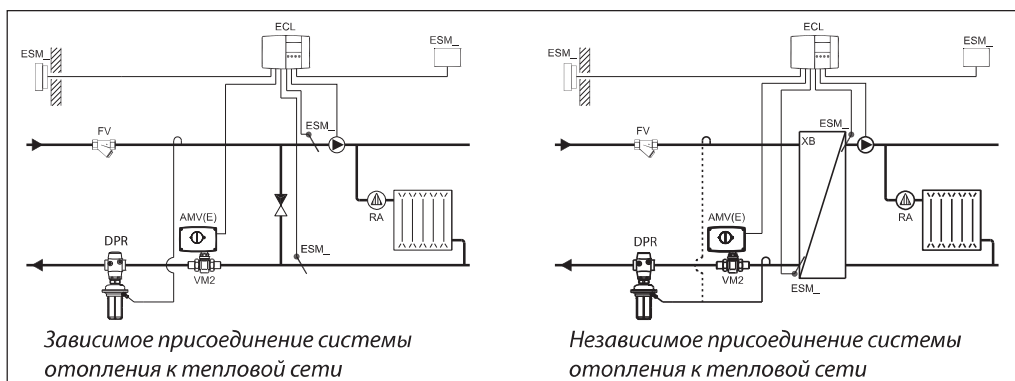 ECL
ESM_
ESM_
FV
ESM_
AMV(E)
RA
DPR
ESM_
VM2
Зависимое присоединение системы
отопления к тепловой сети
ECL
ESM_
ESM_
FV
ESM_
XB
AMV(E)
RA
DPR
VM2
ESM_
Независимое присоединение системы
отопления к тепловой сети